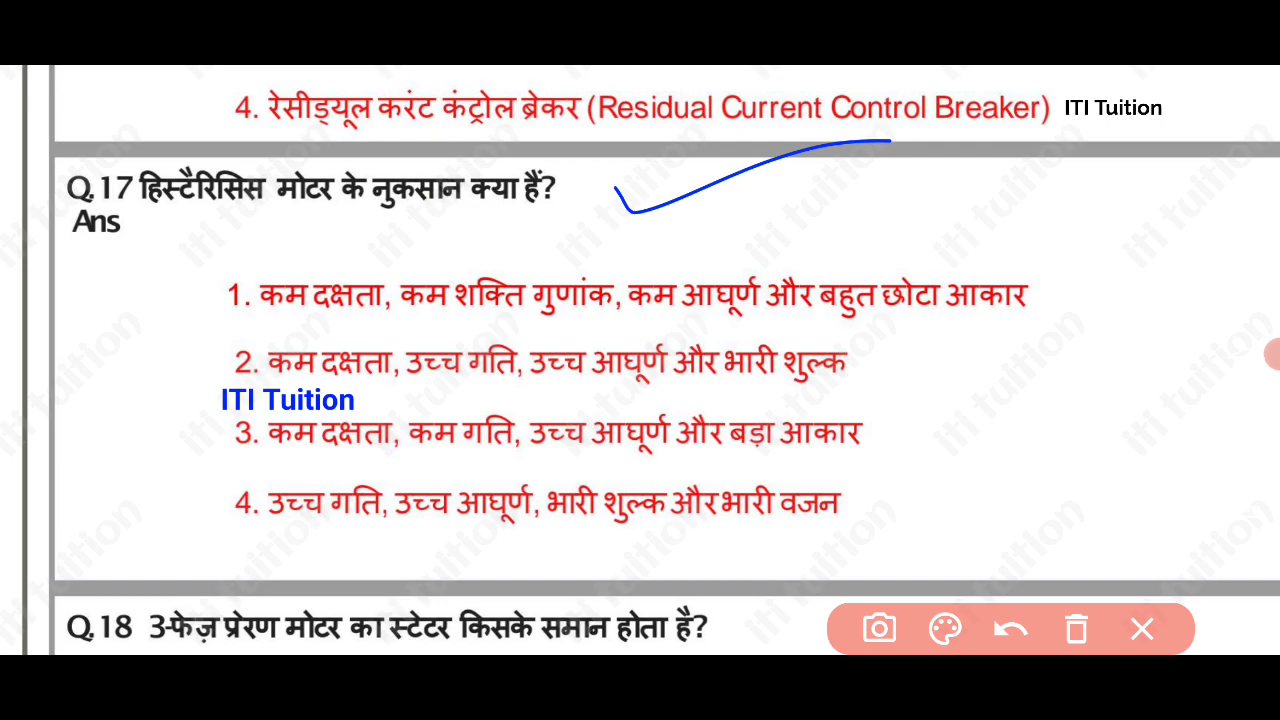 4. रेसीड्यूल करंट कंट्रोल ब्रेकर (Residual Current Control Breaker) ITI Tuition
Q.17 हिस्टैरिसिस मोटर के नुकसान क्या हैं?
Ans
1. कम दक्षता, कम शक्ति गुणांक, कम आघूर्ण और बहुत छोटा आकार
2. कम दक्षता, उच्च गति, उच्च आघूर्ण और भारी शुल्क
ITI Tuition
3. कम दक्षता, कम गति, उच्च आघूर्ण और बड़ा आकार
4. उच्च गति, उच्च आघूर्ण, भारी शुल्क और भारी वजन
Q.18 3-फेज़ प्रेरण मोटर का स्टेटर किसके समान होता है?
iti tuition